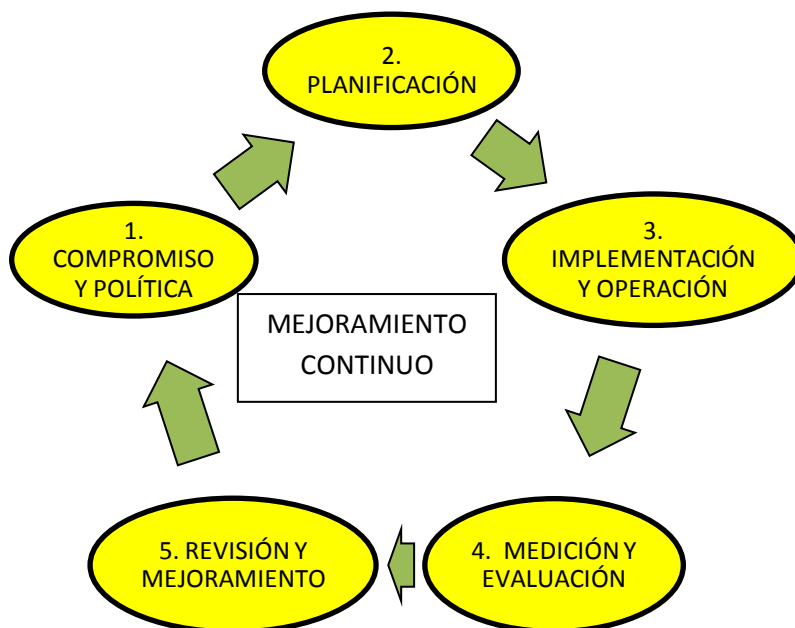 1.
COMPROMISO
Y POLÍTICA
2.
PLANIFICACIÓN
3.
IMPLEMENTACIÓN
Y OPERACIÓN
4. MEDICIÓN Y
EVALUACIÓN
5. REVISIÓN Y
MEJORAMIENTO
MEJORAMIENTO
CONTINUO